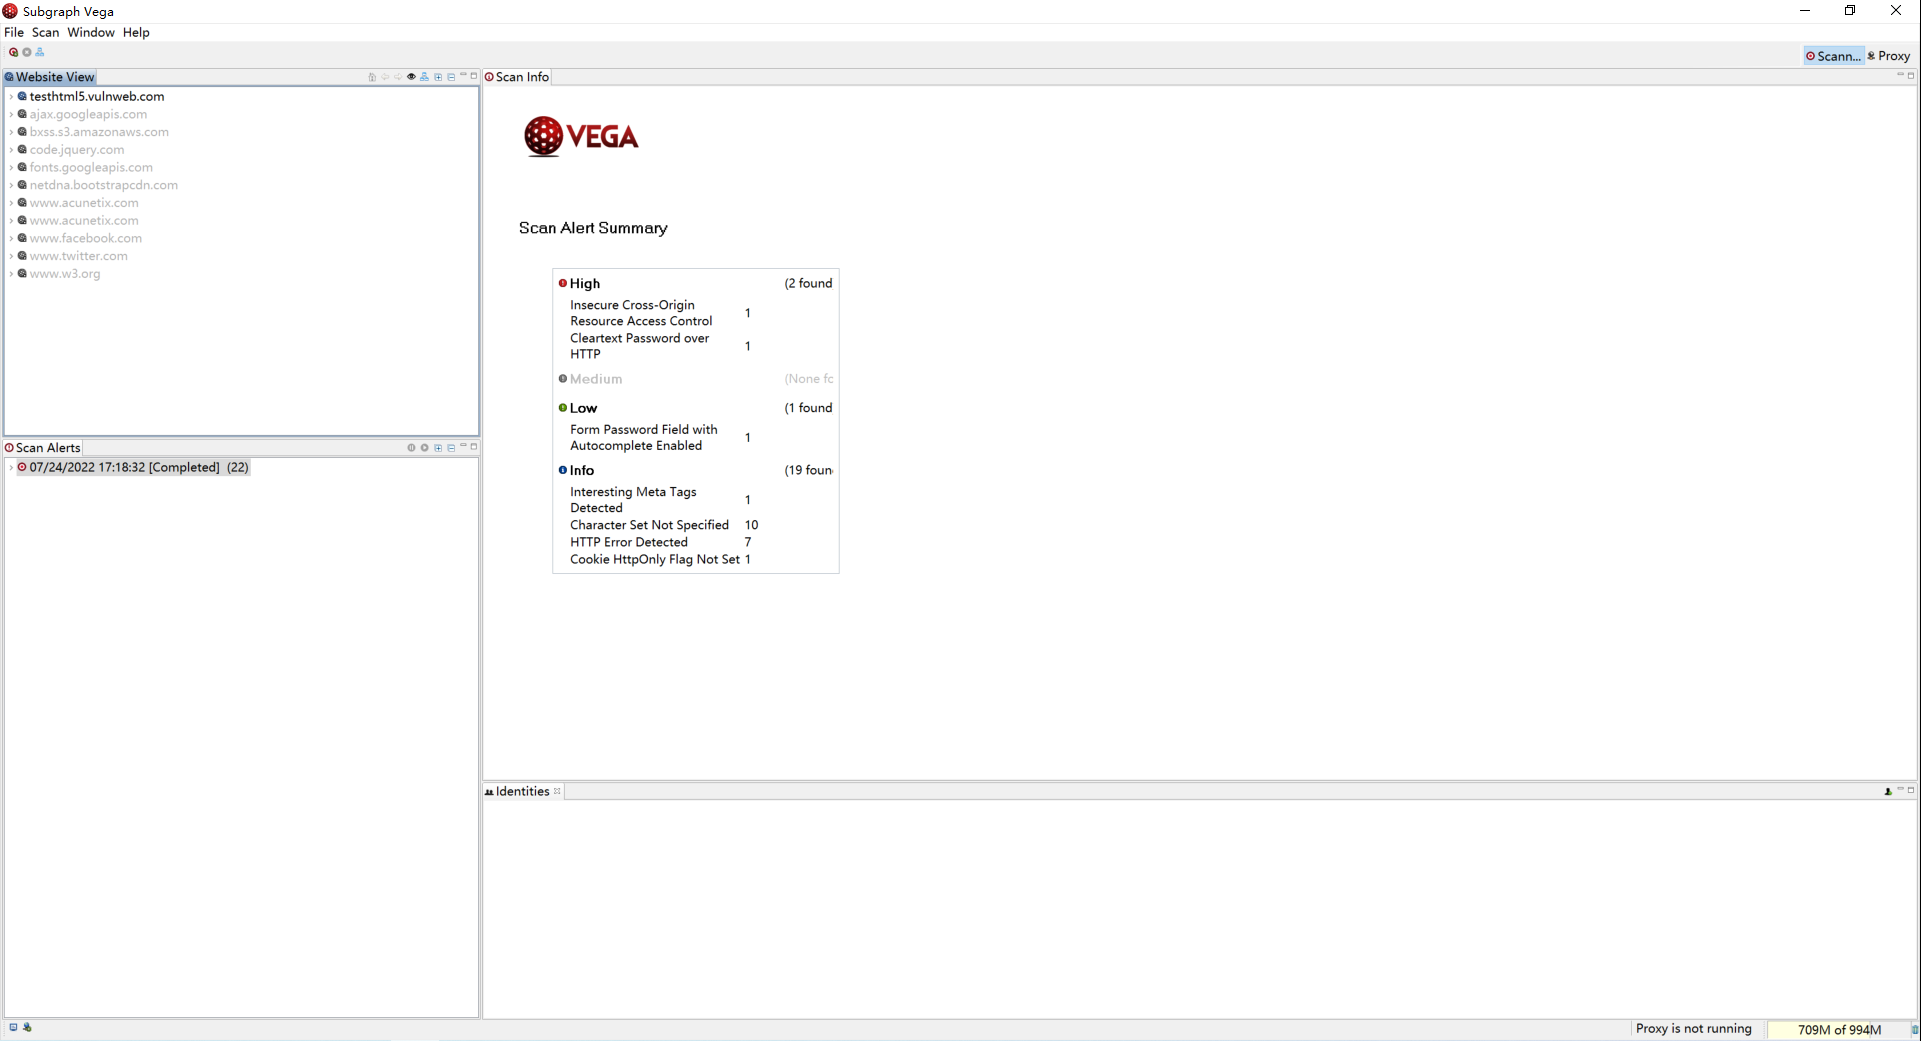 Subgraph Vega
File Scan Window Help
Scann... Proxy
Website View
testhtml5.vulnweb.com
ajax.googleapis.com
bxss.s3.amazonaws.com
code.jquery.com
fonts.googleapis.com
netdna.bootstrapcdn.com
www.acunetix.com
www.acunetix.com
www.facebook.com
www.twitter.com
www.w3.org
Scan Alerts
07/24/2022 17:18:32 [Completed] (22)
Scan Info
VEGA
Scan Alert Summary
High (2 found
Insecure Cross-Origin
Resource Access Control 1
Cleartext Password over
HTTP 1
Medium (None fc
Low (1 found
Form Password Field with
Autocomplete Enabled 1
Info (19 foun
Interesting Meta Tags
Detected 1
Character Set Not Specified 10
HTTP Error Detected 7
Cookie HttpOnly Flag Not Set 1
Identities
Proxy is not running 709M of 994M